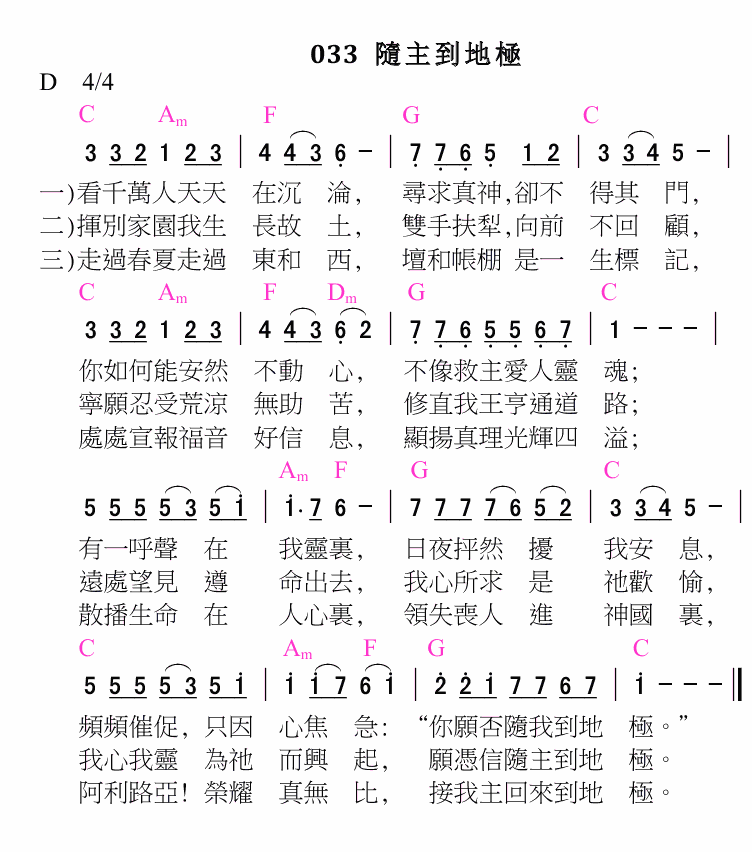 033 隨主到地極
D 4/4
C Am F G C
3 3 2 1 2 3 | 4 4 3 6 － | 7 7 6 5 1 2 | 3 3 4 5 － |
一)看千萬人天天 在沉 淪， 尋求真神,卻不 得其 門，
二)揮別家園我生 長故 土， 雙手扶犁,向前 不回 顧，
三)走過春夏走過 東和 西， 壇和帳棚 是一 生標 記，
C Am F Dm G C
3 3 2 1 2 3 | 4 4 3 6 2 | 7 7 6 5 5 6 7 | 1 － － － |
你如何能安然 不動 心， 不像救主愛人靈 魂；
寧願忍受荒涼 無助 苦， 修直我王亨通道 路；
處處宣報福音 好信 息， 顯揚真理光輝四 溢；
Am F G C
5 5 5 5 3 5 1 | 1· 7 6 － | 7 7 7 7 6 5 2 | 3 3 4 5 － |
有一呼聲 在 我靈裏， 日夜抨然 擾 我安 息，
遠處望見 遵 命出去， 我心所求 是 祂歡 愉，
散播生命 在 人心裏， 領失喪人 進 神國 裏，
C Am F G C
5 5 5 5 3 5 1 | 1 1 7 6 1 | 2 2 1 7 7 6 7 | 1 － － － ‖
頻頻催促，只因 心焦 急：“你願否隨我到地 極。”
我心我靈 為祂 而興 起， 願憑信隨主到地 極。
阿利路亞！榮耀 真無 比， 接我主回來到地 極。